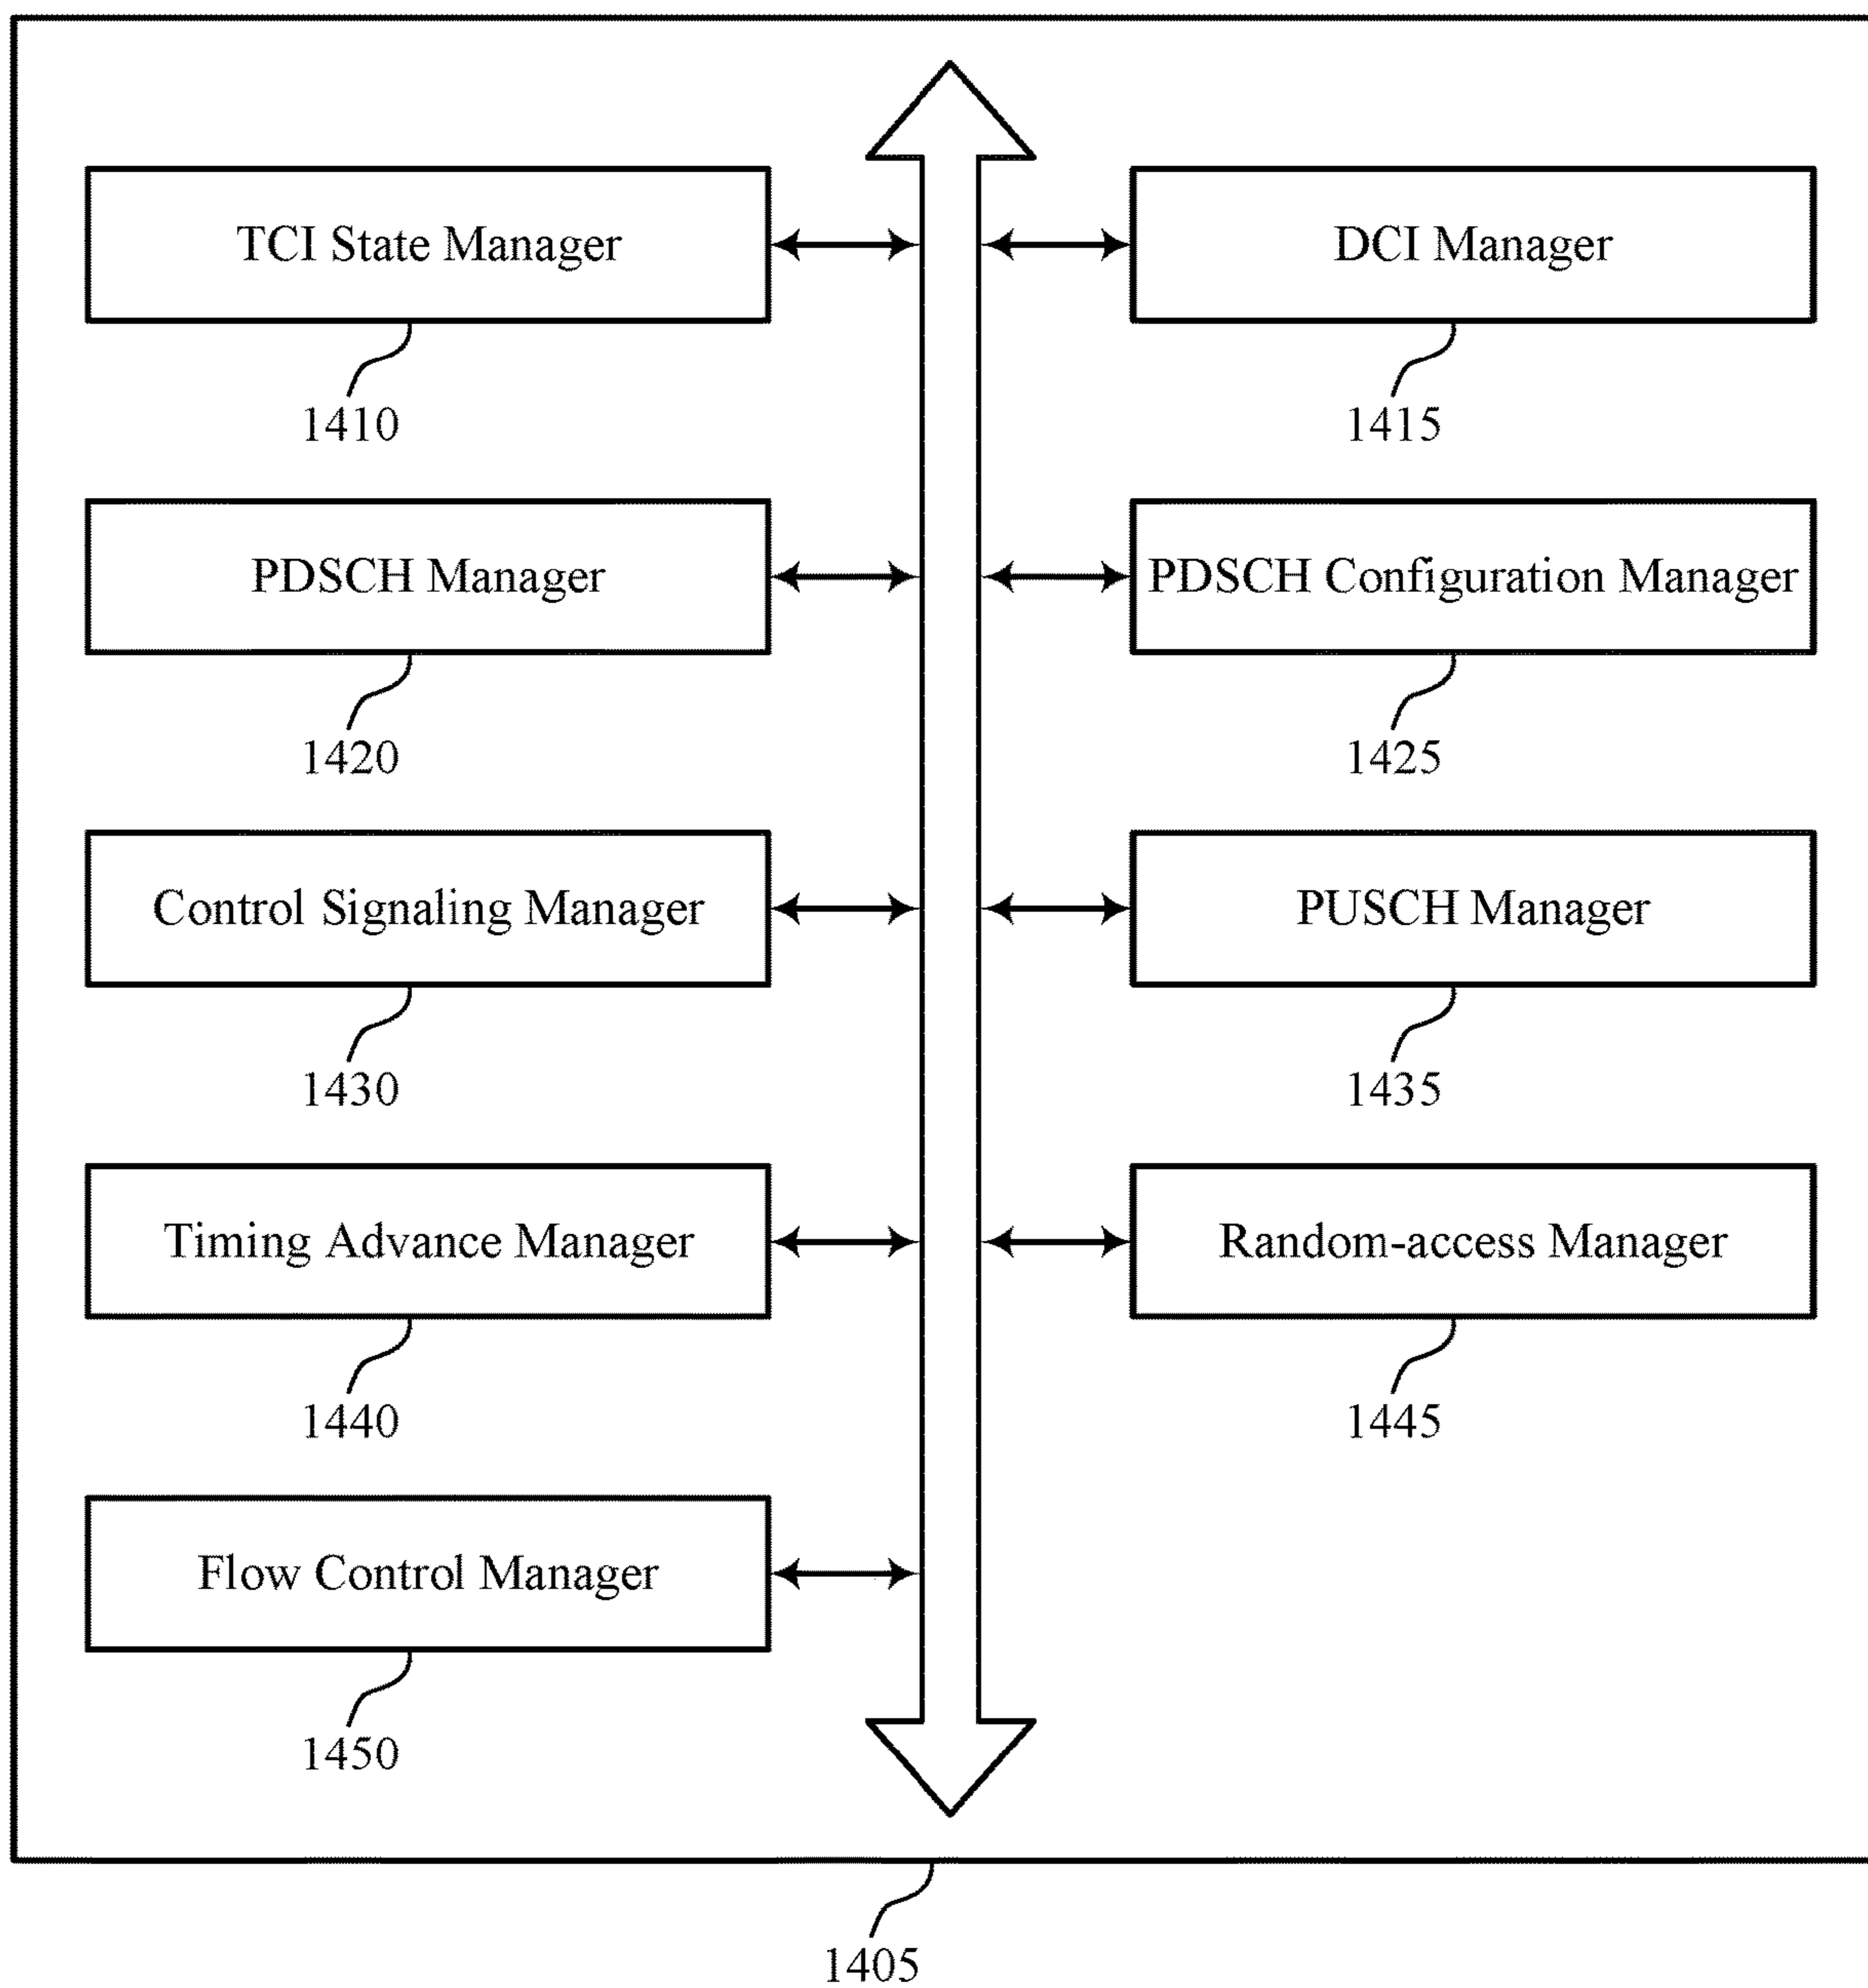 TCI State Manager
DCI Manager
1410
1415
PDSCH Manager
PDSCH Configuration Manager
1420
1425
Control Signaling Manager
PUSCH Manager
1430
1435
Timing Advance Manager
Random-access Manager
1440
1445
Flow Control Manager
1450
1405